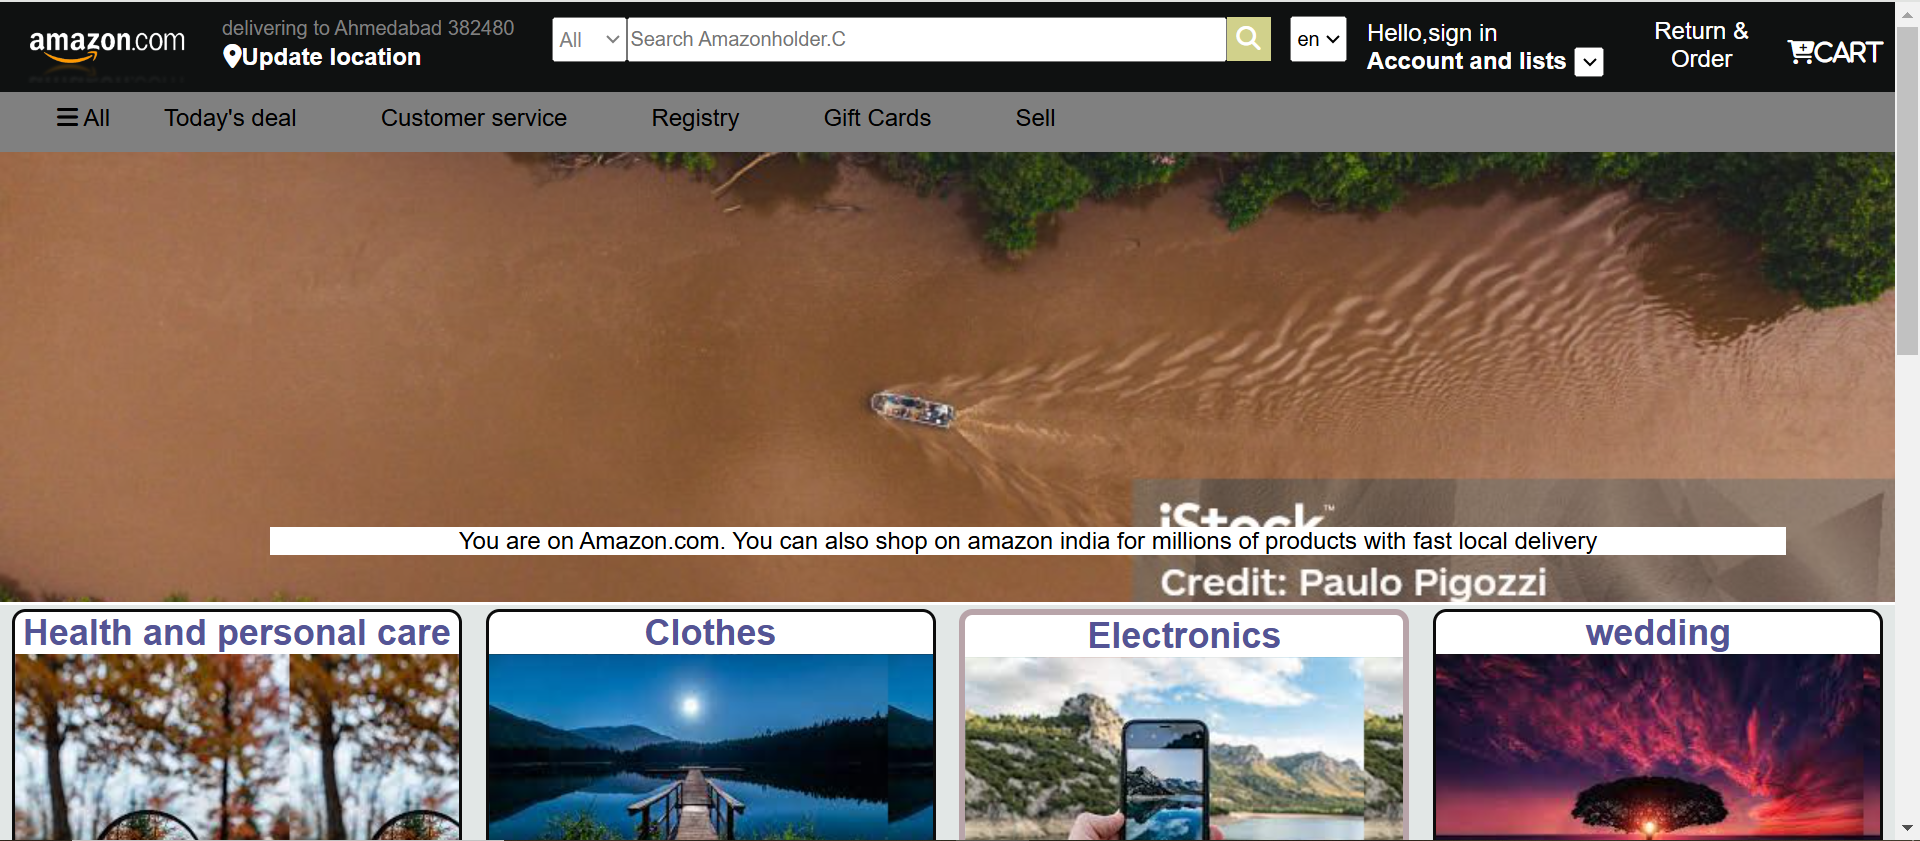 amazon.com
delivering to Ahmedabad 382480
Update location
All
Search Amazonholder.C
en
Hello,sign in
Account and lists
Return &
Order
CART
All
Today's deal
Customer service
Registry
Gift Cards
Sell
iStock™
You are on Amazon.com. You can also shop on amazon india for millions of products with fast local delivery
Credit: Paulo Pigozzi
Health and personal care
Clothes
Electronics
wedding